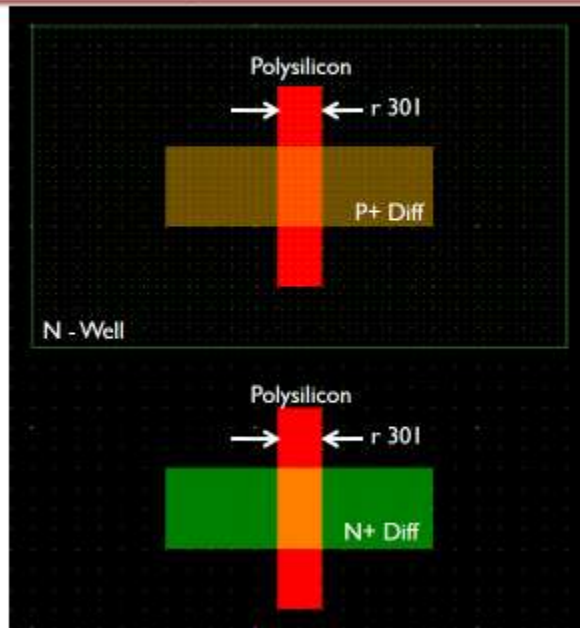 Polysilicon
r 301
P+ Diff
N - Well
Polysilicon
r 301
N+ Diff